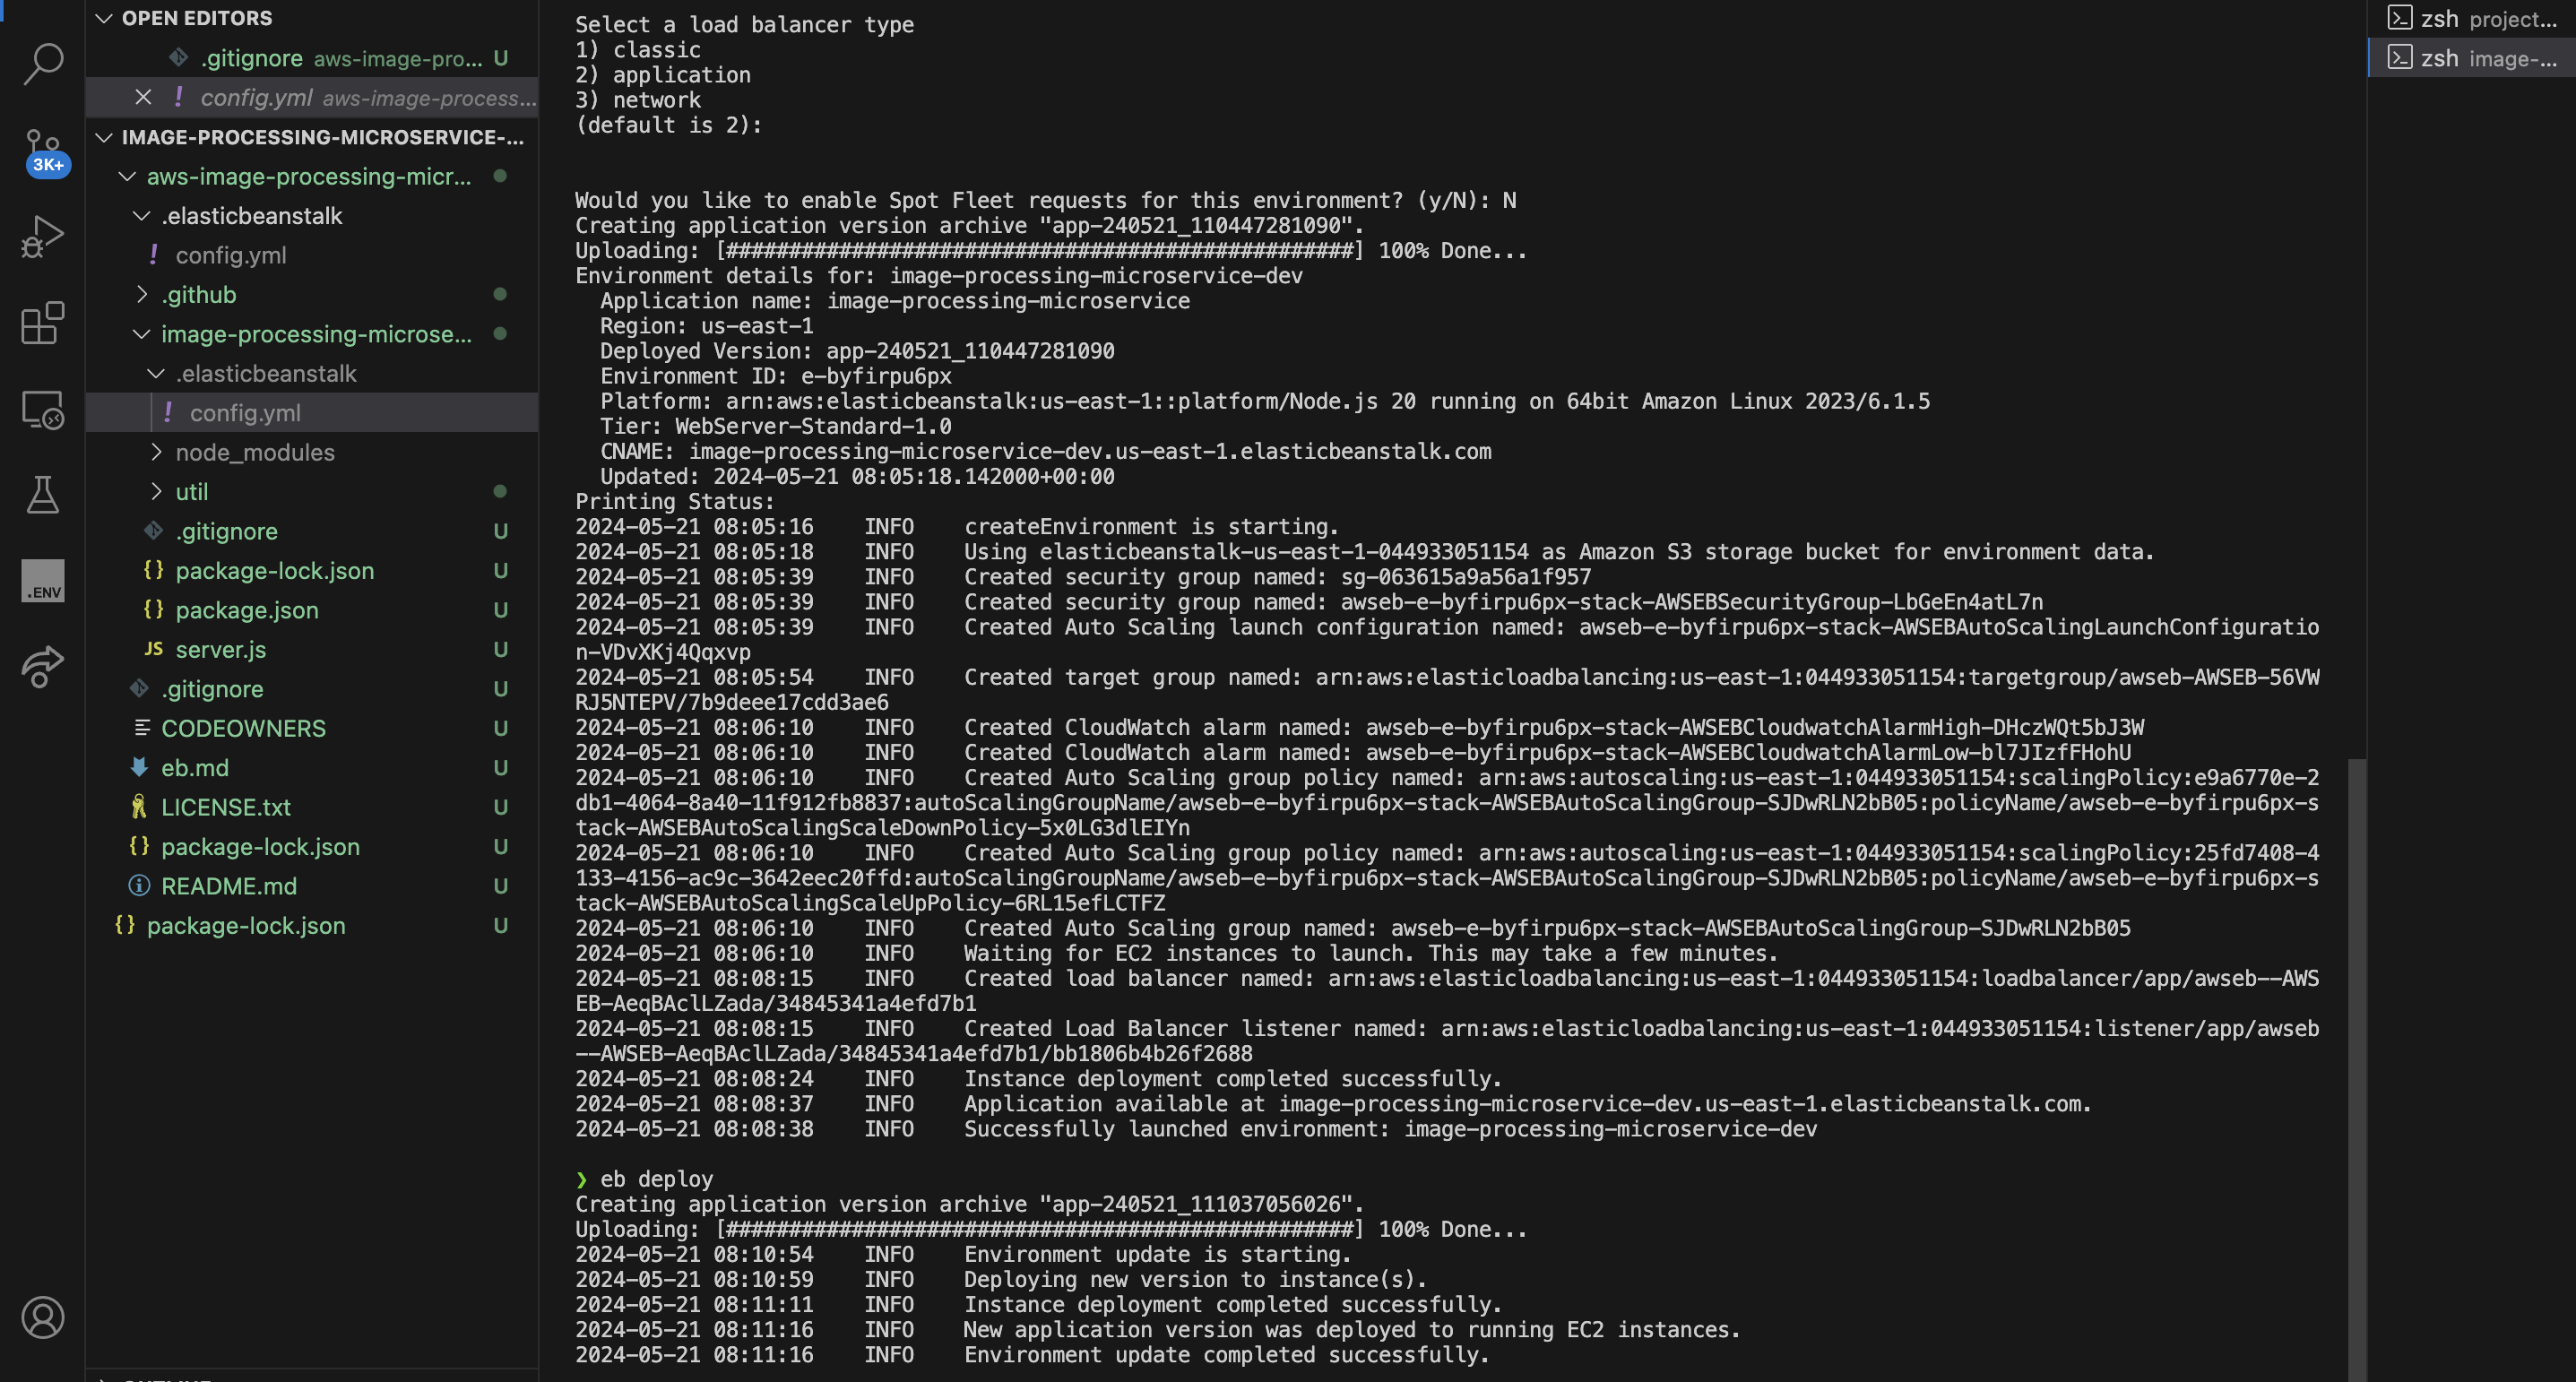 OPEN EDITORS
.gitignore aws-image-pro... U
! config.yml aws-image-process...
IMAGE-PROCESSING-MICROSERVICE-...
3K+
aws-image-processing-micr...
.elasticbeanstalk
! config.yml
.github
image-processing-microse...
.elasticbeanstalk
! config.yml
node_modules
util
.gitignore U
{} package-lock.json U
.ENV
{} package.json U
JS server.js U
.gitignore U
CODEOWNERS U
eb.md U
LICENSE.txt U
{} package-lock.json U
README.md U
{} package-lock.json U
Select a load balancer type
1) classic
2) application
3) network
(default is 2):
Would you like to enable Spot Fleet requests for this environment? (y/N): N
Creating application version archive "app-240521_110447281090".
Uploading: [##################################################] 100% Done...
Environment details for: image-processing-microservice-dev
Application name: image-processing-microservice
Region: us-east-1
Deployed Version: app-240521_110447281090
Environment ID: e-byfirpu6px
Platform: arn:aws:elasticbeanstalk:us-east-1::platform/Node.js 20 running on 64bit Amazon Linux 2023/6.1.5
Tier: WebServer-Standard-1.0
CNAME: image-processing-microservice-dev.us-east-1.elasticbeanstalk.com
Updated: 2024-05-21 08:05:18.142000+00:00
Printing Status:
2024-05-21 08:05:16 INFO createEnvironment is starting.
2024-05-21 08:05:18 INFO Using elasticbeanstalk-us-east-1-044933051154 as Amazon S3 storage bucket for environment data.
2024-05-21 08:05:39 INFO Created security group named: sg-063615a9a56a1f957
2024-05-21 08:05:39 INFO Created security group named: awseb-e-byfirpu6px-stack-AWSEBSecurityGroup-LbGeEn4atL7n
2024-05-21 08:05:39 INFO Created Auto Scaling launch configuration named: awseb-e-byfirpu6px-stack-AWSEBAutoScalingLaunchConfiguratio
n-VDvXKj4Qqxvp
2024-05-21 08:05:54 INFO Created target group named: arn:aws:elasticloadbalancing:us-east-1:044933051154:targetgroup/awseb-AWSEB-56VW
RJ5NTEPV/7b9deee17cdd3ae6
2024-05-21 08:06:10 INFO Created CloudWatch alarm named: awseb-e-byfirpu6px-stack-AWSEBCloudwatchAlarmHigh-DHczWQt5bJ3W
2024-05-21 08:06:10 INFO Created CloudWatch alarm named: awseb-e-byfirpu6px-stack-AWSEBCloudwatchAlarmLow-bl7JIzfFHohU
2024-05-21 08:06:10 INFO Created Auto Scaling group policy named: arn:aws:autoscaling:us-east-1:044933051154:scalingPolicy:e9a6770e-2
db1-4064-8a40-11f912fb8837:autoScalingGroupName/awseb-e-byfirpu6px-stack-AWSEBAutoScalingGroup-SJDwRLN2bB05:policyName/awseb-e-byfirpu6px-s
tack-AWSEBAutoScalingScaleDownPolicy-5x0LG3dlEIYn
2024-05-21 08:06:10 INFO Created Auto Scaling group policy named: arn:aws:autoscaling:us-east-1:044933051154:scalingPolicy:25fd7408-4
133-4156-ac9c-3642eec20ffd:autoScalingGroupName/awseb-e-byfirpu6px-stack-AWSEBAutoScalingGroup-SJDwRLN2bB05:policyName/awseb-e-byfirpu6px-s
tack-AWSEBAutoScalingScaleUpPolicy-6RL15efLCTFZ
2024-05-21 08:06:10 INFO Created Auto Scaling group named: awseb-e-byfirpu6px-stack-AWSEBAutoScalingGroup-SJDwRLN2bB05
2024-05-21 08:06:10 INFO Waiting for EC2 instances to launch. This may take a few minutes.
2024-05-21 08:08:15 INFO Created load balancer named: arn:aws:elasticloadbalancing:us-east-1:044933051154:loadbalancer/app/awseb--AWS
EB-AeqBAclLZada/34845341a4efd7b1
2024-05-21 08:08:15 INFO Created Load Balancer listener named: arn:aws:elasticloadbalancing:us-east-1:044933051154:listener/app/awseb
--AWSEB-AeqBAclLZada/34845341a4efd7b1/bb1806b4b26f2688
2024-05-21 08:08:24 INFO Instance deployment completed successfully.
2024-05-21 08:08:37 INFO Application available at image-processing-microservice-dev.us-east-1.elasticbeanstalk.com.
2024-05-21 08:08:38 INFO Successfully launched environment: image-processing-microservice-dev
❯ eb deploy
Creating application version archive "app-240521_111037056026".
Uploading: [##################################################] 100% Done...
2024-05-21 08:10:54 INFO Environment update is starting.
2024-05-21 08:10:59 INFO Deploying new version to instance(s).
2024-05-21 08:11:11 INFO Instance deployment completed successfully.
2024-05-21 08:11:16 INFO New application version was deployed to running EC2 instances.
2024-05-21 08:11:16 INFO Environment update completed successfully.
zsh project...
zsh image-...